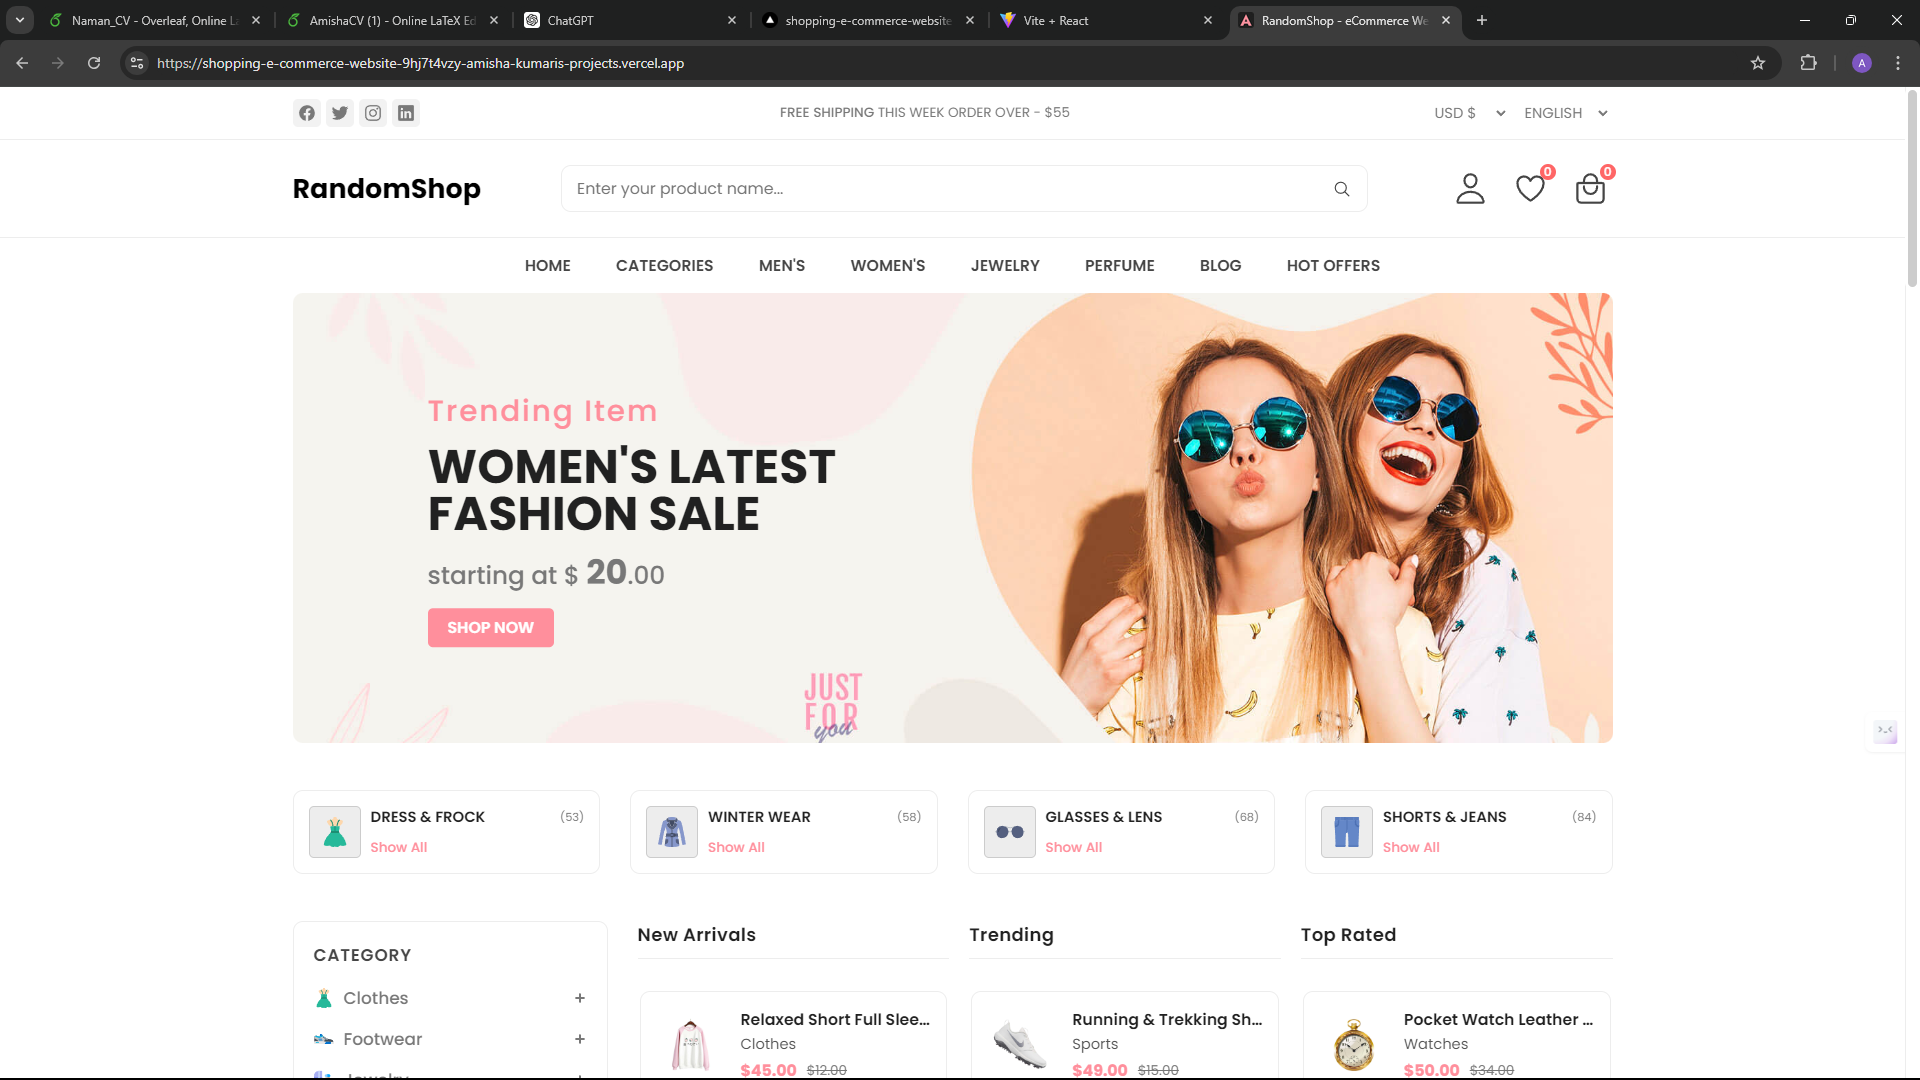 Naman_CV - Overleaf, Online L
AmishaCV (1) - Online LaTeX Ed
ChatGPT
shopping-e-commerce-website
Vite + React
RandomShop - eCommerce We
https://shopping-e-commerce-website-9hj7t4vzy-amisha-kumaris-projects.vercel.app
A
FREE SHIPPING THIS WEEK ORDER OVER - $55
USD $
ENGLISH
RandomShop
Enter your product name...
0
0
HOME
CATEGORIES
MEN'S
WOMEN'S
JEWELRY
PERFUME
BLOG
HOT OFFERS
Trending Item
WOMEN'S LATEST
FASHION SALE
starting at $ 20.00
SHOP NOW
JUST
FOR
you
DRESS & FROCK
(53)
Show All
WINTER WEAR
(58)
Show All
GLASSES & LENS
(68)
Show All
SHORTS & JEANS
(84)
Show All
CATEGORY
Clothes +
Footwear +
Jewelry
New Arrivals
Relaxed Short Full Slee...
Clothes
$45.00 $12.00
Trending
Running & Trekking Sh...
Sports
$49.00 $15.00
Top Rated
Pocket Watch Leather ...
Watches
$50.00 $34.00